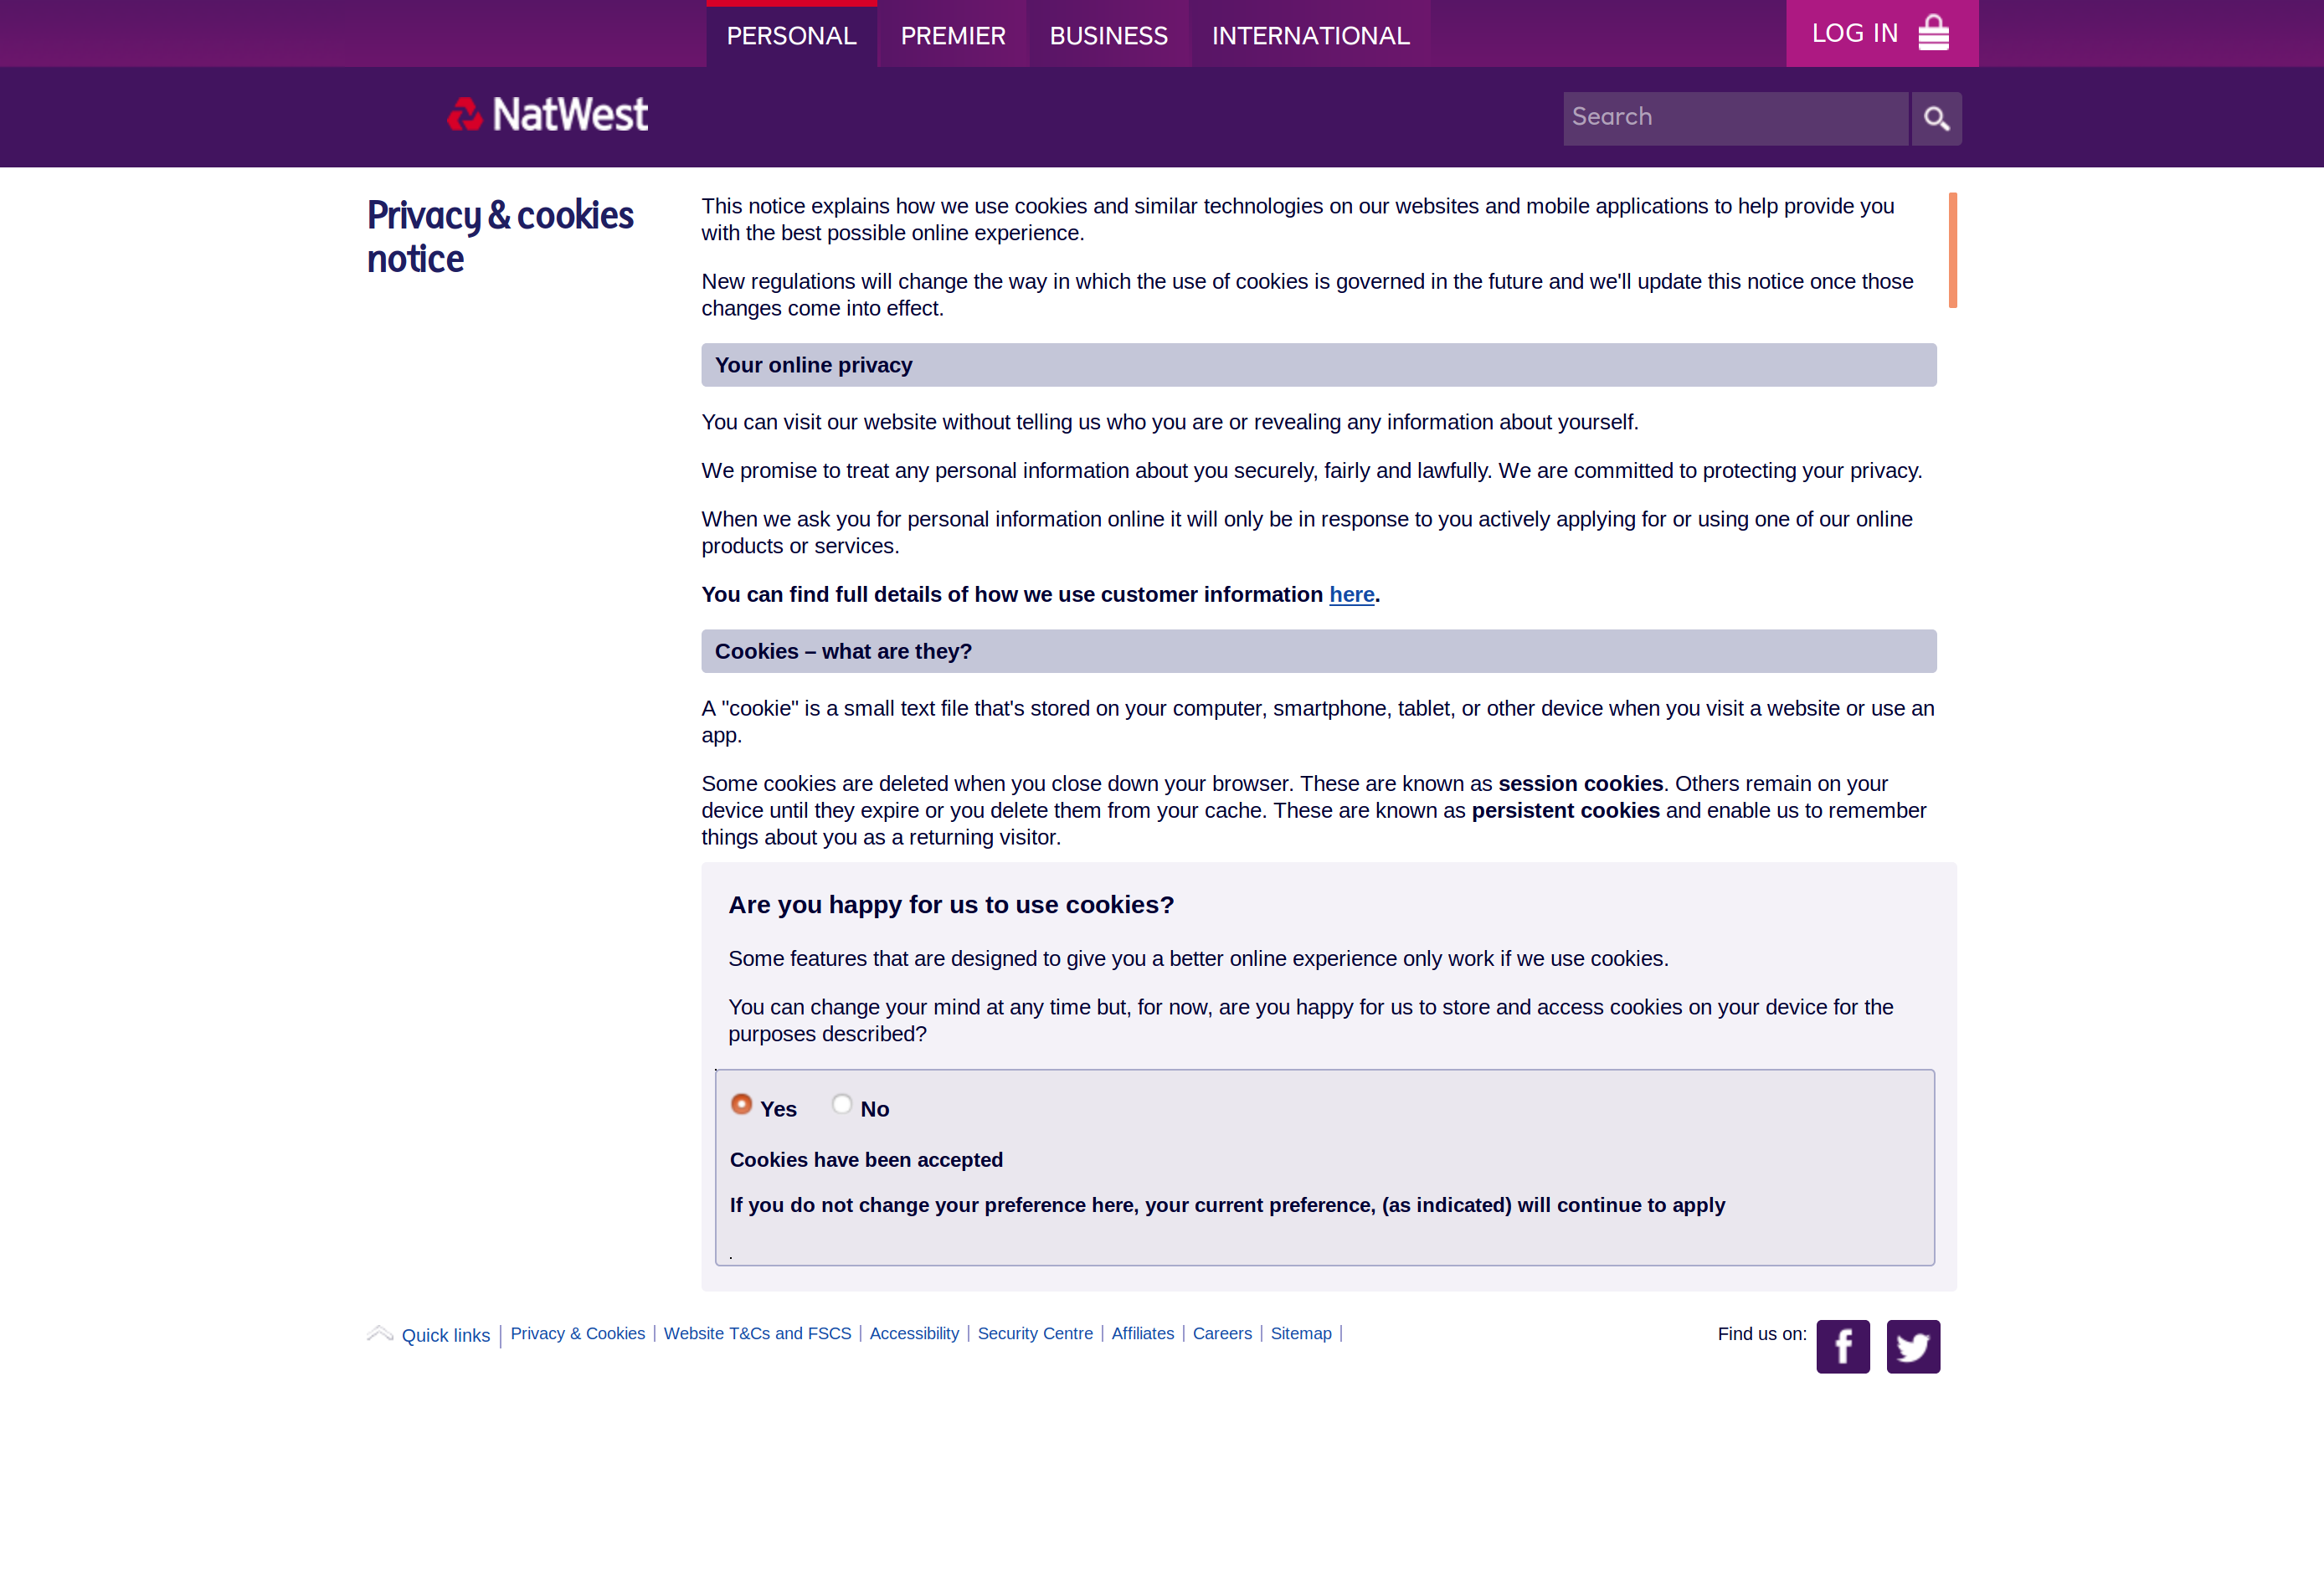 PERSONAL PREMIER BUSINESS INTERNATIONAL LOG IN
NatWest Search
Privacy & cookies
notice
This notice explains how we use cookies and similar technologies on our websites and mobile applications to help provide you
with the best possible online experience.
New regulations will change the way in which the use of cookies is governed in the future and we'll update this notice once those
changes come into effect.
Your online privacy
You can visit our website without telling us who you are or revealing any information about yourself.
We promise to treat any personal information about you securely, fairly and lawfully. We are committed to protecting your privacy.
When we ask you for personal information online it will only be in response to you actively applying for or using one of our online
products or services.
You can find full details of how we use customer information here.
Cookies – what are they?
A "cookie" is a small text file that's stored on your computer, smartphone, tablet, or other device when you visit a website or use an
app.
Some cookies are deleted when you close down your browser. These are known as session cookies. Others remain on your
device until they expire or you delete them from your cache. These are known as persistent cookies and enable us to remember
things about you as a returning visitor.
Are you happy for us to use cookies?
Some features that are designed to give you a better online experience only work if we use cookies.
You can change your mind at any time but, for now, are you happy for us to store and access cookies on your device for the
purposes described?
Yes No
Cookies have been accepted
If you do not change your preference here, your current preference, (as indicated) will continue to apply
.
Quick links | Privacy & Cookies | Website T&Cs and FSCS | Accessibility | Security Centre | Affiliates | Careers | Sitemap | Find us on: